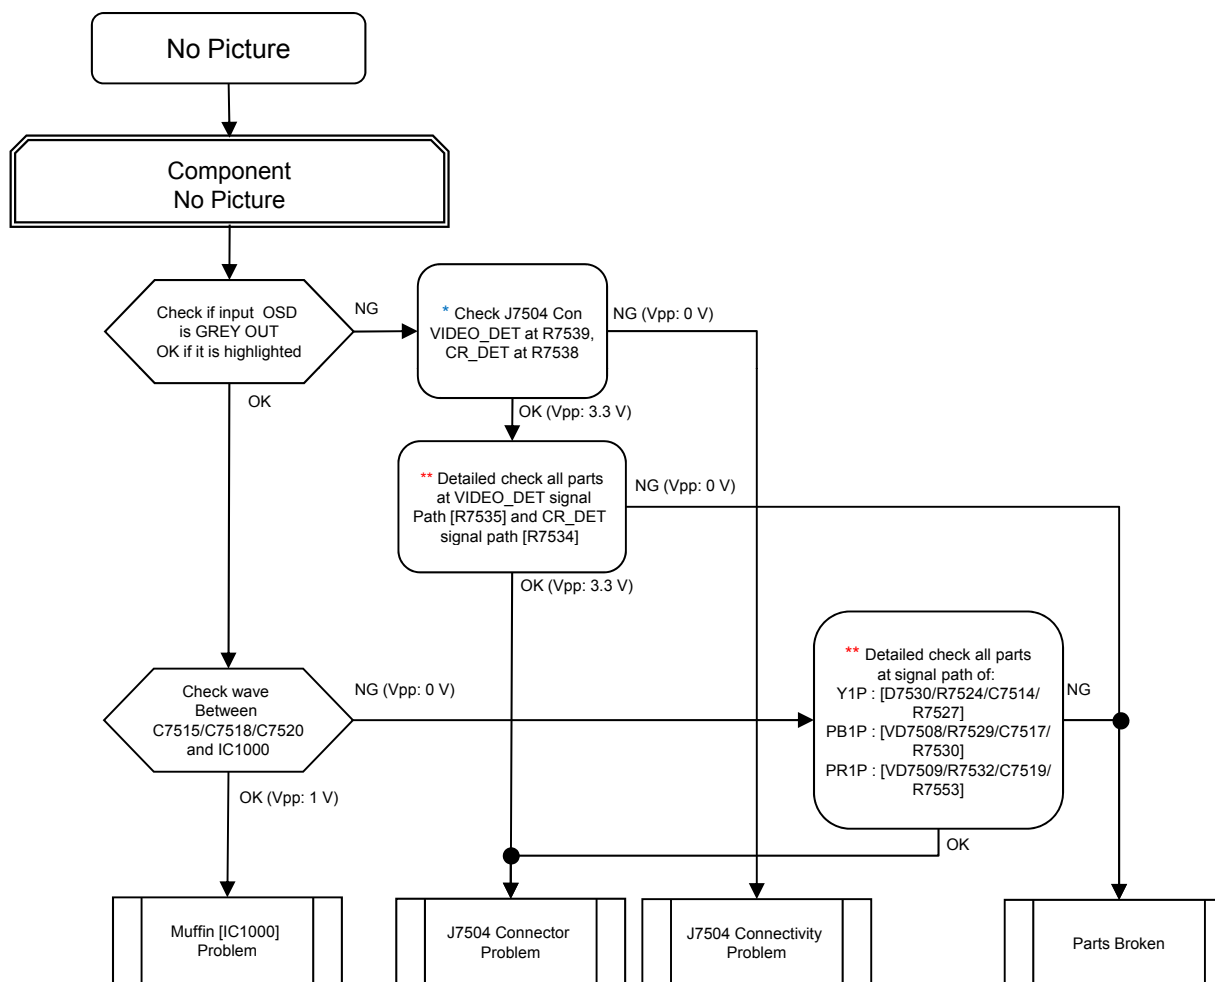 No Picture
Component
No Picture
Check if input OSD
is GREY OUT
OK if it is highlighted
NG
* Check J7504 Con
VIDEO_DET at R7539,
CR_DET at R7538
NG (Vpp: 0 V)
OK
OK (Vpp: 3.3 V)
** Detailed check all parts
at VIDEO_DET signal
Path [R7535] and CR_DET
signal path [R7534]
NG (Vpp: 0 V)
OK (Vpp: 3.3 V)
Check wave
Between
C7515/C7518/C7520
and IC1000
NG (Vpp: 0 V)
** Detailed check all parts
at signal path of:
Y1P : [D7530/R7524/C7514/
R7527]
PB1P : [VD7508/R7529/C7517/
R7530]
PR1P : [VD7509/R7532/C7519/
R7553]
NG
OK (Vpp: 1 V)
OK
Muffin [IC1000]
Problem
J7504 Connector
Problem
J7504 Connectivity
Problem
Parts Broken